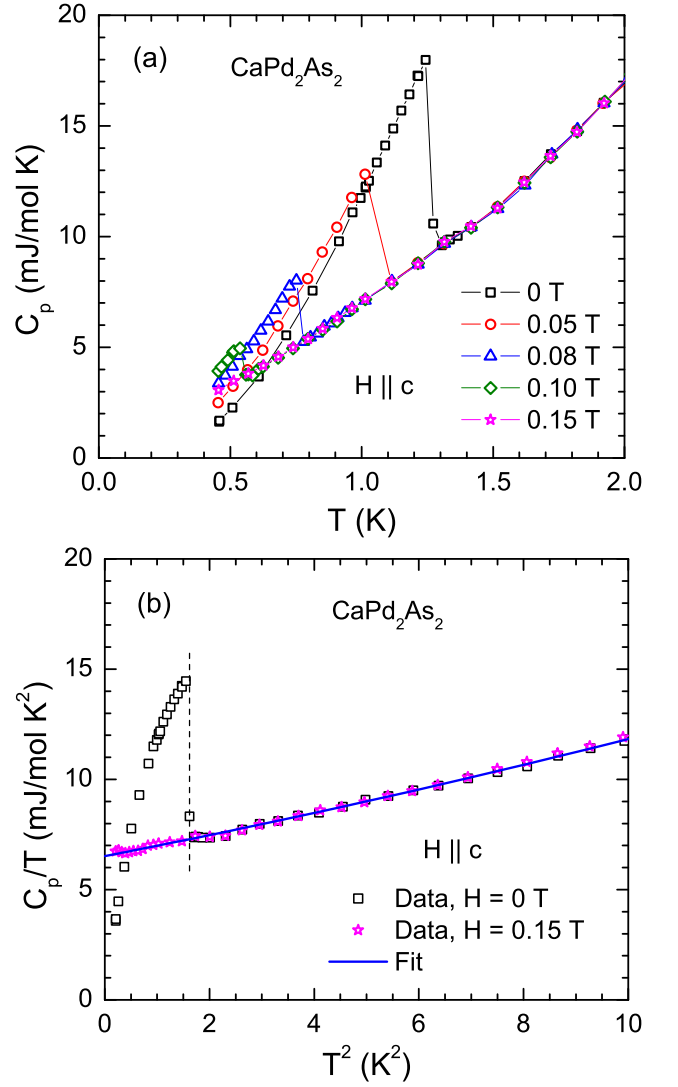 (a)
CaPd₂As₂
20
15
10
5
0
Cₚ (mJ/mol K)
0 T
0.05 T
0.08 T
0.10 T
0.15 T
H || c
0.0 0.5 1.0 1.5 2.0
T (K)
(b)
CaPd₂As₂
20
15
10
5
0
Cₚ/T (mJ/mol K²)
H || c
Data, H = 0 T
Data, H = 0.15 T
Fit
0 2 4 6 8 10
T² (K²)